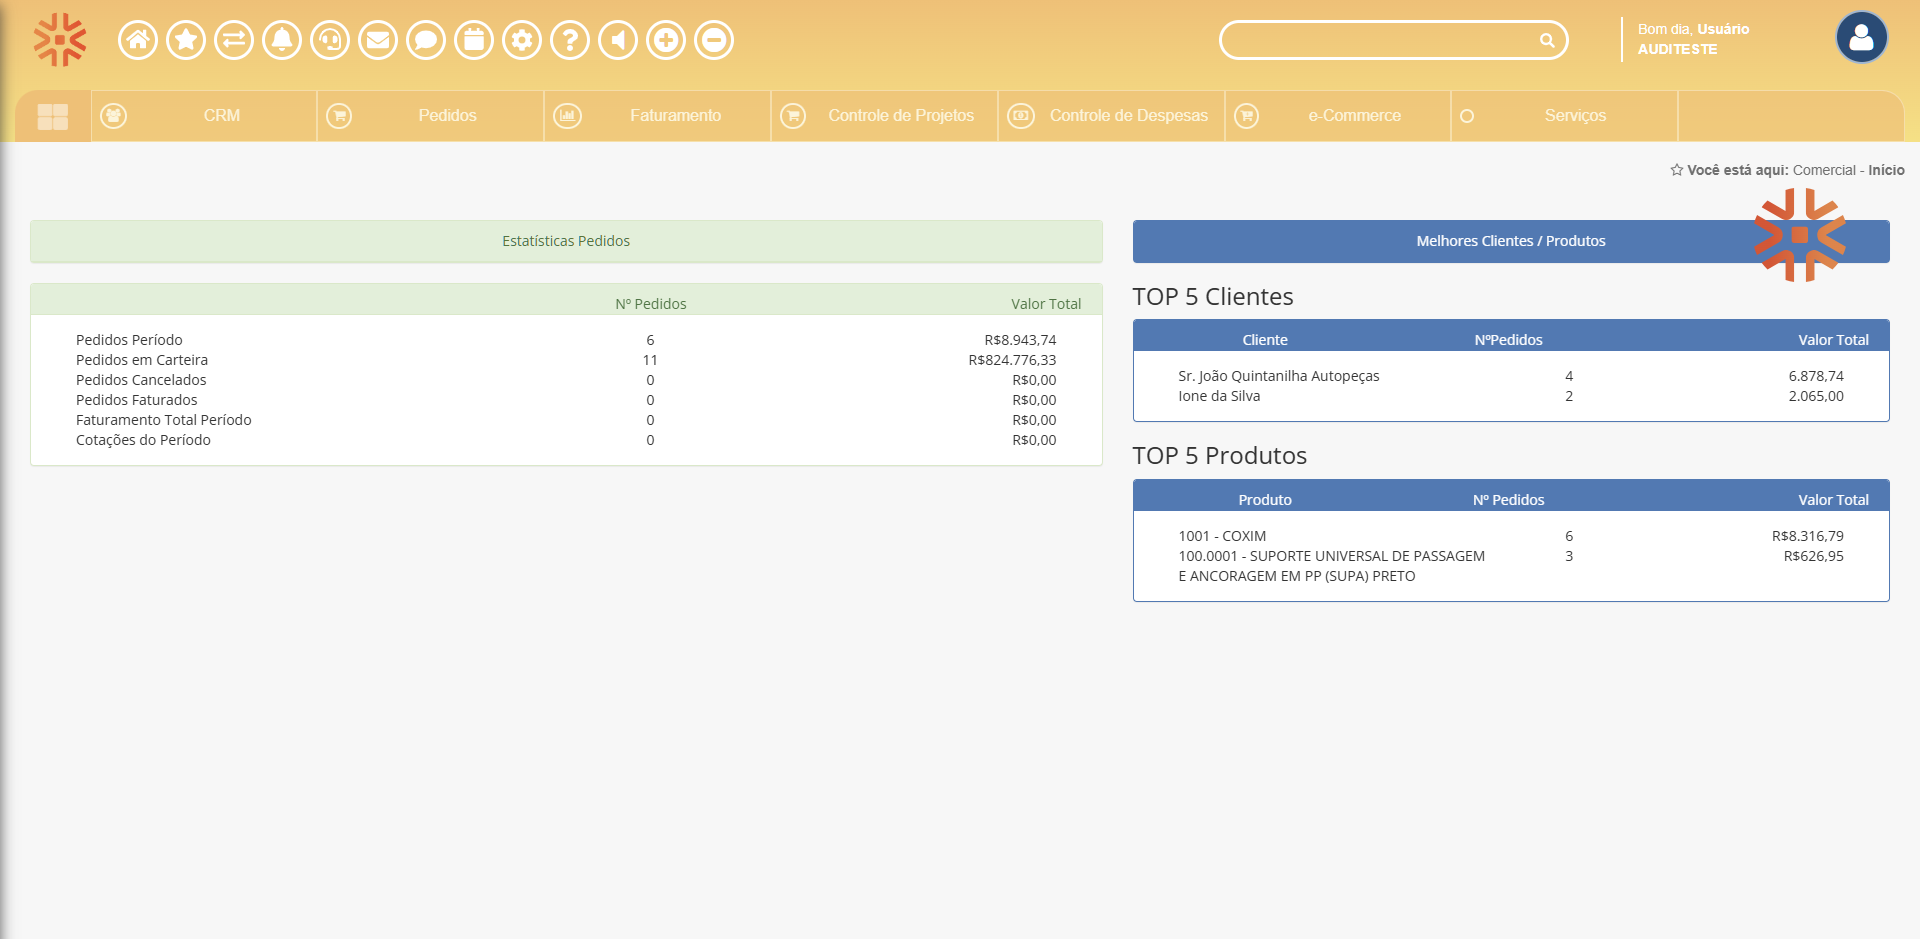 Bom dia, Usuário
AUDITESTE
CRM
Pedidos
Faturamento
Controle de Projetos
Controle de Despesas
e-Commerce
Serviços
Você está aqui: Comercial - Início
Estatísticas Pedidos
Nº Pedidos Valor Total
Pedidos Período 6 R$8.943,74
Pedidos em Carteira 11 R$824.776,33
Pedidos Cancelados 0 R$0,00
Pedidos Faturados 0 R$0,00
Faturamento Total Período 0 R$0,00
Cotações do Período 0 R$0,00
Melhores Clientes / Produtos
TOP 5 Clientes
Cliente NºPedidos Valor Total
Sr. João Quintanilha Autopeças 4 6.878,74
Ione da Silva 2 2.065,00
TOP 5 Produtos
Produto Nº Pedidos Valor Total
1001 - COXIM 6 R$8.316,79
100.0001 - SUPORTE UNIVERSAL DE PASSAGEM 3 R$626,95
E ANCORAGEM EM PP (SUPA) PRETO